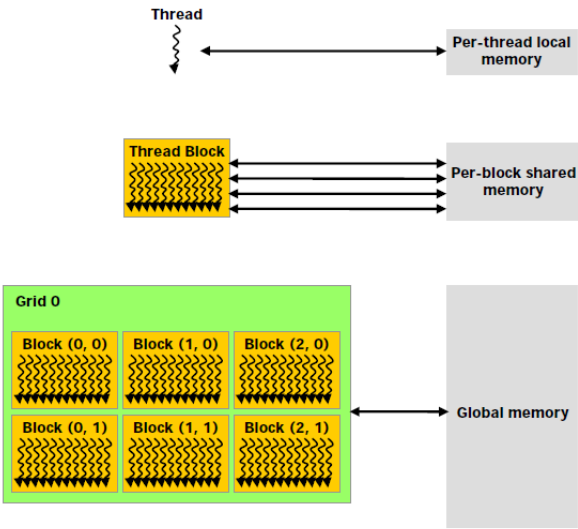 Thread
Per-thread local
memory
Thread Block
Per-block shared
memory
Grid 0
Block (0, 0) Block (1, 0) Block (2, 0)
Block (0, 1) Block (1, 1) Block (2, 1)
Global memory